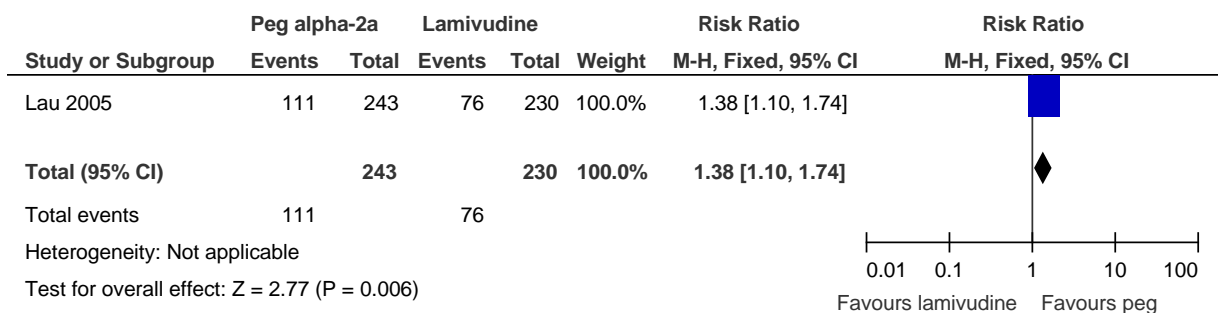 Peg alpha-2a Lamivudine Risk Ratio Risk Ratio
Study or Subgroup Events Total Events Total Weight M-H, Fixed, 95% CI M-H, Fixed, 95% CI
Lau 2005 111 243 76 230 100.0% 1.38 [1.10, 1.74]
Total (95% CI) 243 230 100.0% 1.38 [1.10, 1.74]
Total events 111 76
Heterogeneity: Not applicable
Test for overall effect: Z = 2.77 (P = 0.006)
0.01 0.1 1 10 100
Favours lamivudine Favours peg